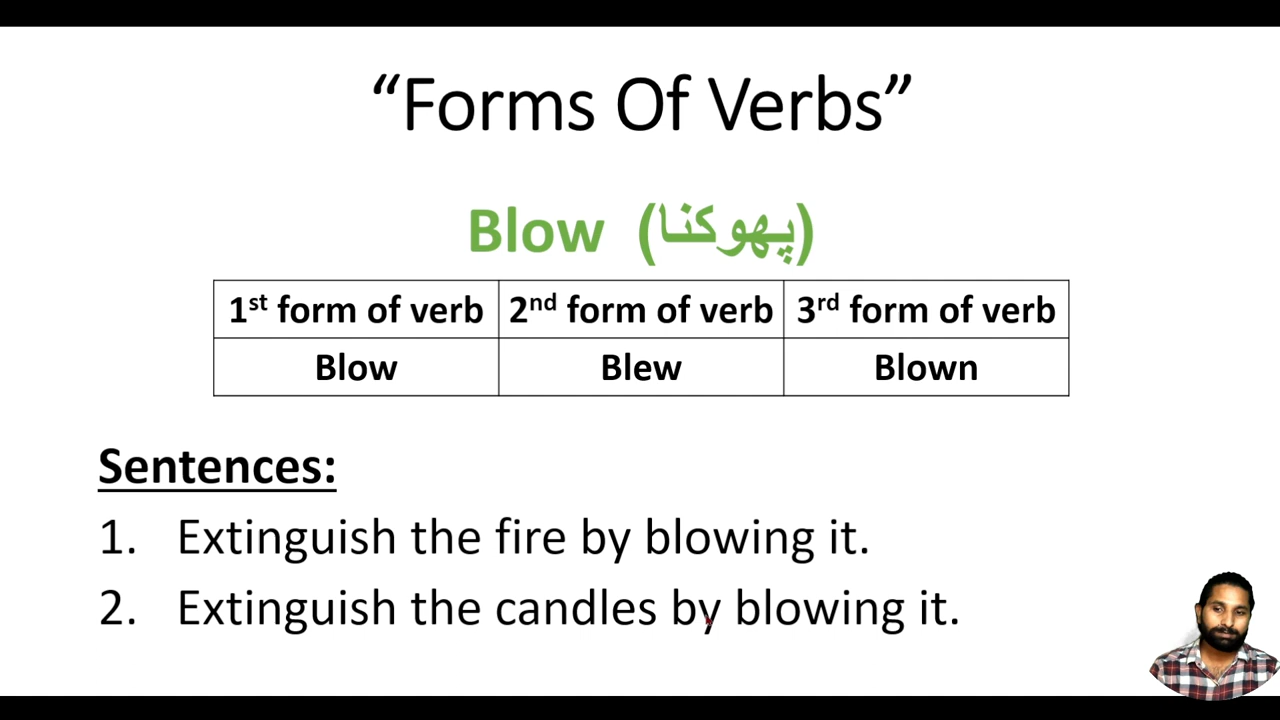 “Forms Of Verbs”
Blow (پھوکنا)
1st form of verb 2nd form of verb 3rd form of verb
Blow Blew Blown
Sentences:
1. Extinguish the fire by blowing it.
2. Extinguish the candles by blowing it.